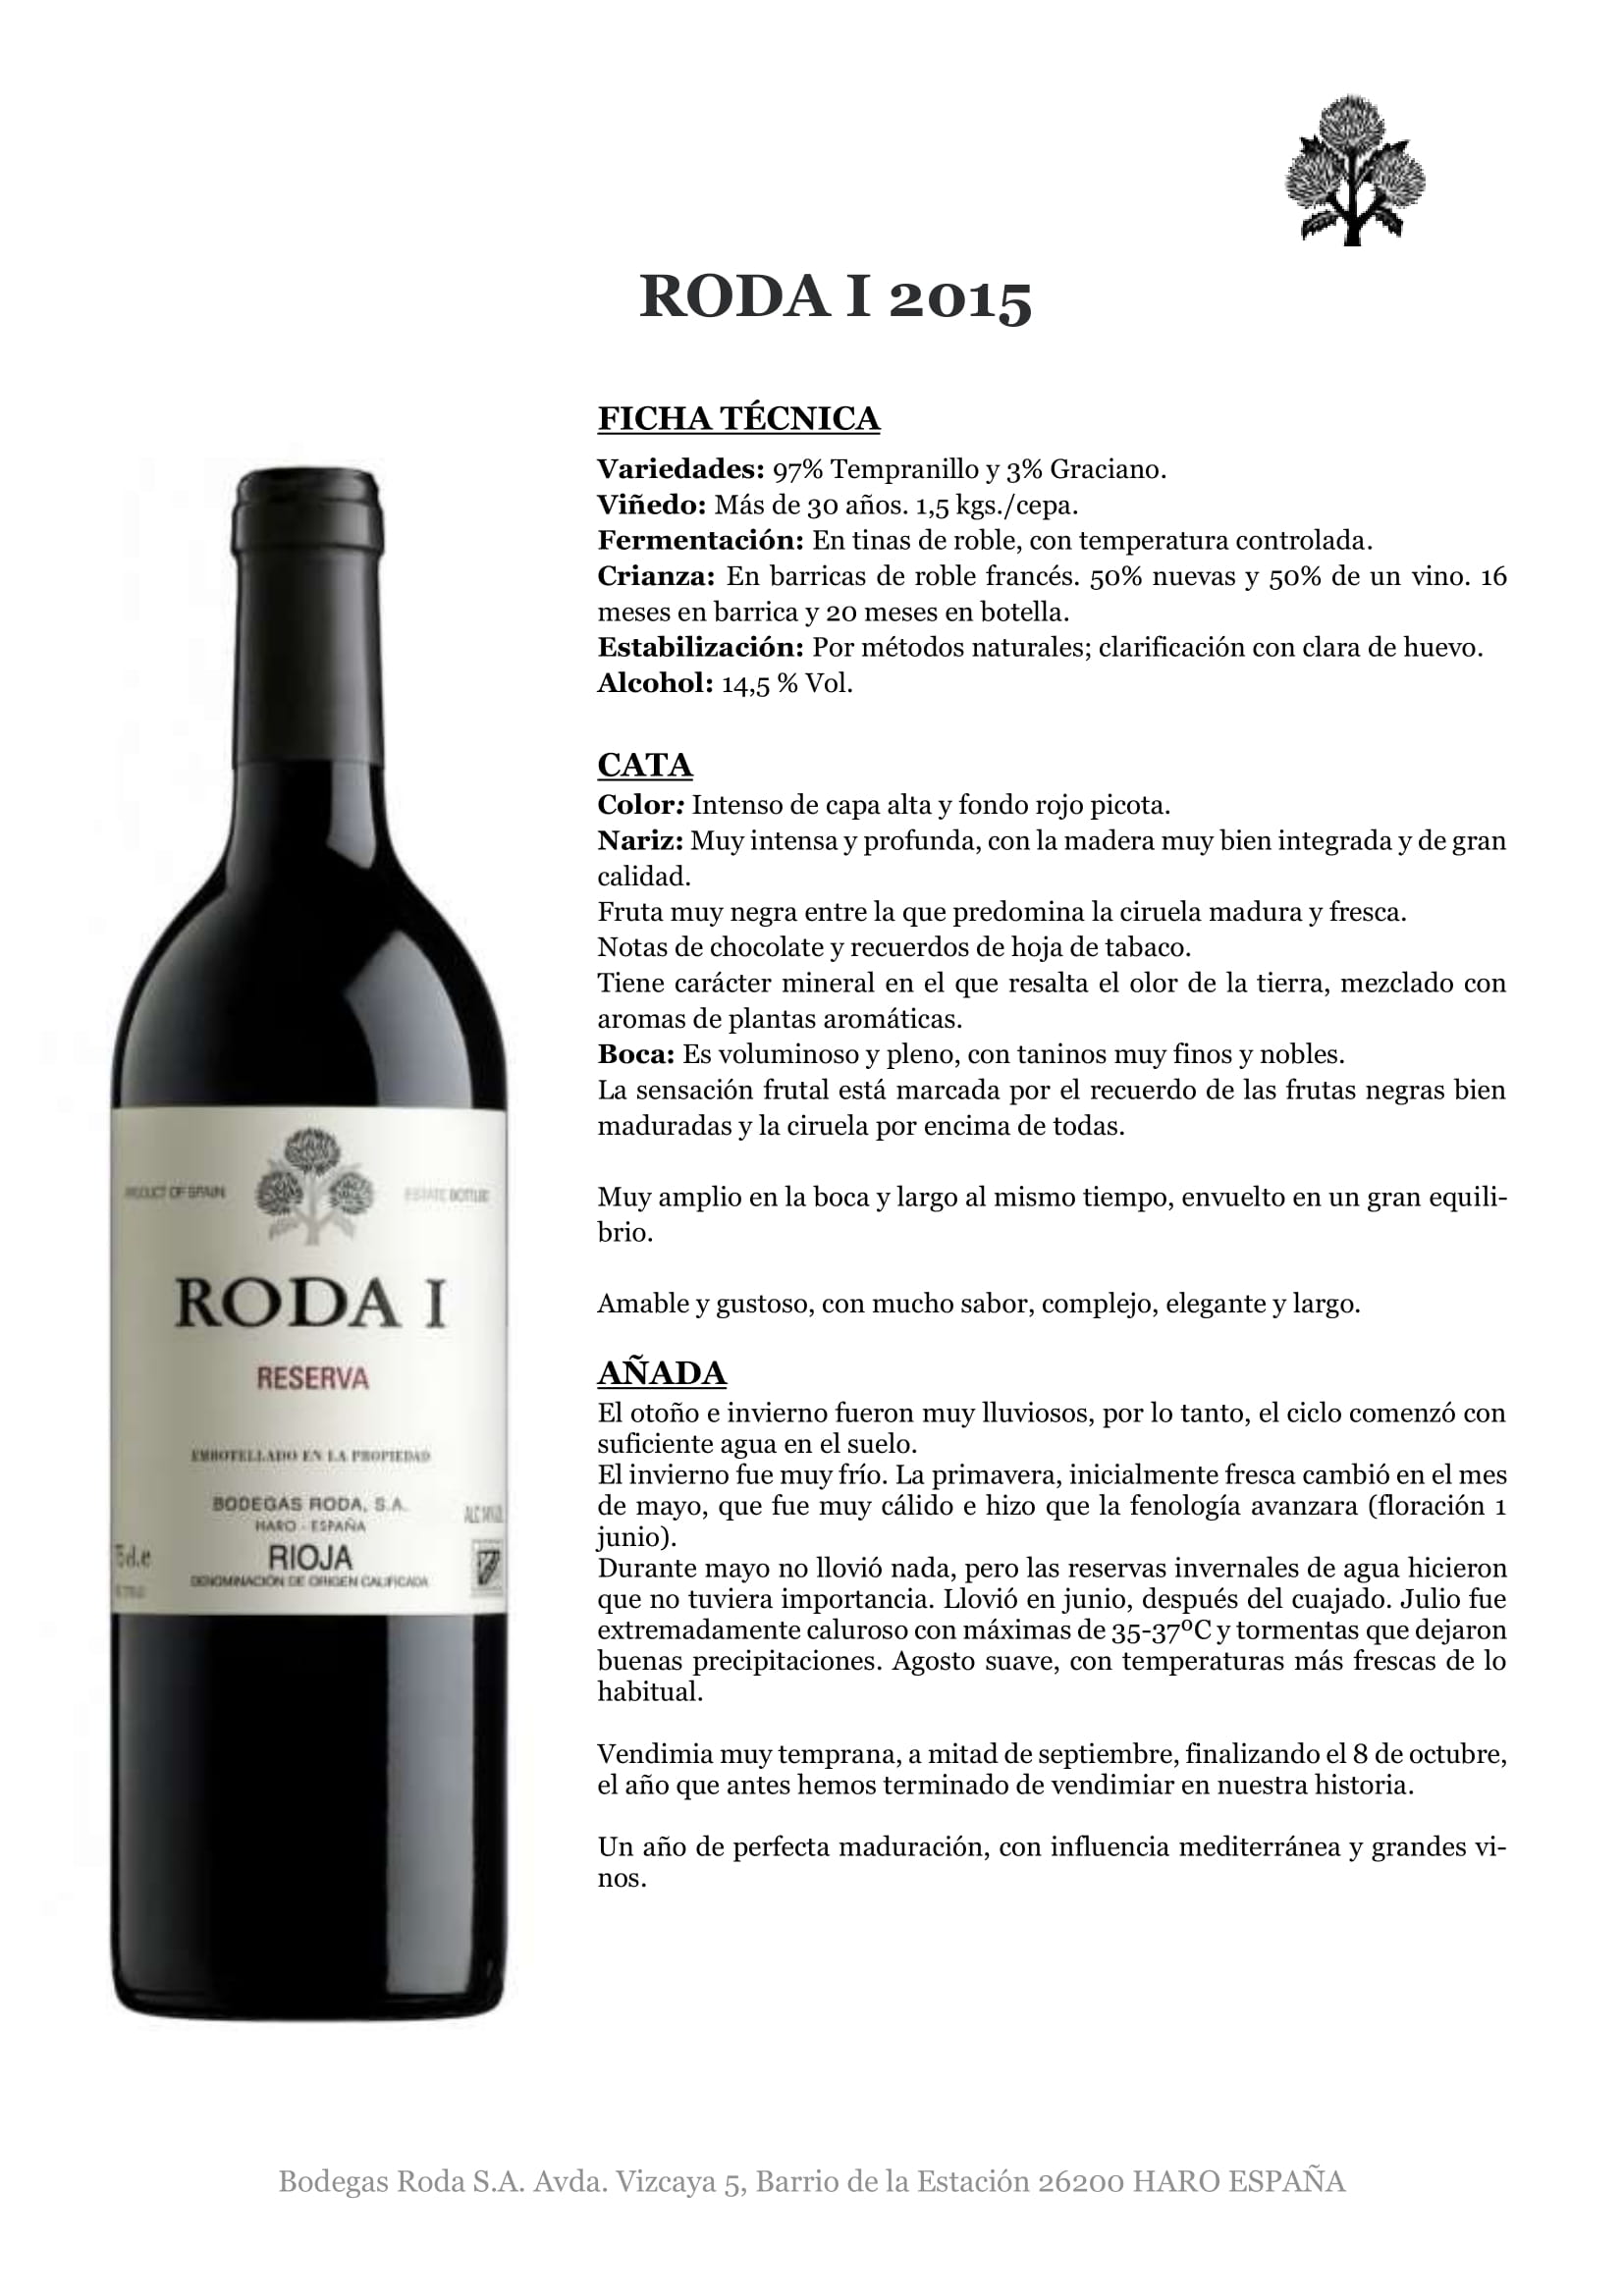 RODA I 2015
FICHA TÉCNICA
Variedades: 97% Tempranillo y 3% Graciano.
Viñedo: Más de 30 años. 1,5 kgs./cepa.
Fermentación: En tinas de roble, con temperatura controlada.
Crianza: En barricas de roble francés. 50% nuevas y 50% de un vino. 16
meses en barrica y 20 meses en botella.
Estabilización: Por métodos naturales; clarificación con clara de huevo.
Alcohol: 14,5 % Vol.
CATA
Color: Intenso de capa alta y fondo rojo picota.
Nariz: Muy intensa y profunda, con la madera muy bien integrada y de gran
calidad.
Fruta muy negra entre la que predomina la ciruela madura y fresca.
Notas de chocolate y recuerdos de hoja de tabaco.
Tiene carácter mineral en el que resalta el olor de la tierra, mezclado con
aromas de plantas aromáticas.
Boca: Es voluminoso y pleno, con taninos muy finos y nobles.
La sensación frutal está marcada por el recuerdo de las frutas negras bien
maduradas y la ciruela por encima de todas.
Muy amplio en la boca y largo al mismo tiempo, envuelto en un gran equili-
brio.
Amable y gustoso, con mucho sabor, complejo, elegante y largo.
AÑADA
El otoño e invierno fueron muy lluviosos, por lo tanto, el ciclo comenzó con
suficiente agua en el suelo.
El invierno fue muy frío. La primavera, inicialmente fresca cambió en el mes
de mayo, que fue muy cálido e hizo que la fenología avanzara (floración 1
junio).
Durante mayo no llovió nada, pero las reservas invernales de agua hicieron
que no tuviera importancia. Llovió en junio, después del cuajado. Julio fue
extremadamente caluroso con máximas de 35-37ºC y tormentas que dejaron
buenas precipitaciones. Agosto suave, con temperaturas más frescas de lo
habitual.
Vendimia muy temprana, a mitad de septiembre, finalizando el 8 de octubre,
el año que antes hemos terminado de vendimiar en nuestra historia.
Un año de perfecta maduración, con influencia mediterránea y grandes vi-
nos.
OF SPAIN
ESTATE
RODA I
RESERVA
EMBOTELLADO EN LA PROPIEDAD
BODEGAS RODA, S.A.
HARO - ESPAÑA
RIOJA
DENOMINACIÓN DE ORIGEN CALIFICADA
Bodegas Roda S.A. Avda. Vizcaya 5, Barrio de la Estación 26200 HARO ESPAÑA